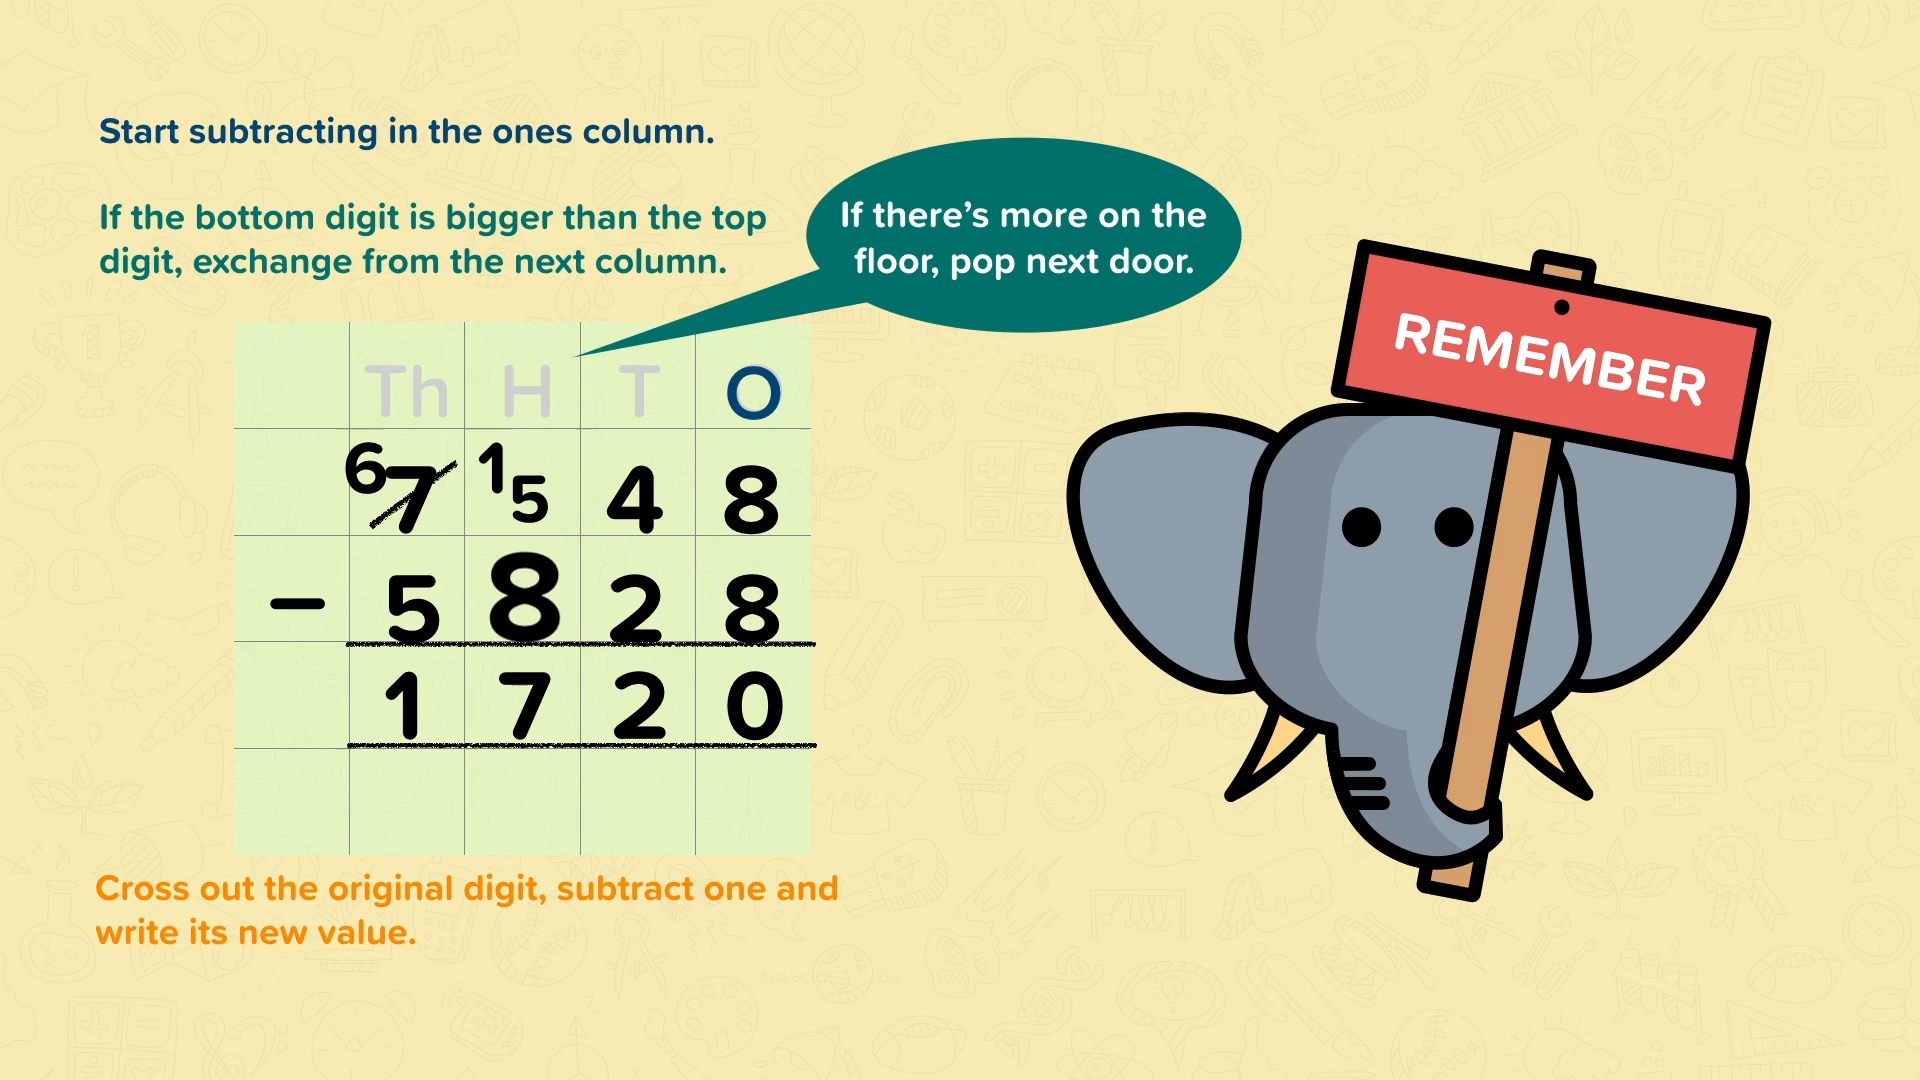 Start subtracting in the ones column.
If the bottom digit is bigger than the top
digit, exchange from the next column.
If there's more on the
floor, pop next door.
REMEMBER
Th H T O
6 7 1 5 4 8
− 5 8 2 8
1 7 2 0
Cross out the original digit, subtract one and
write its new value.